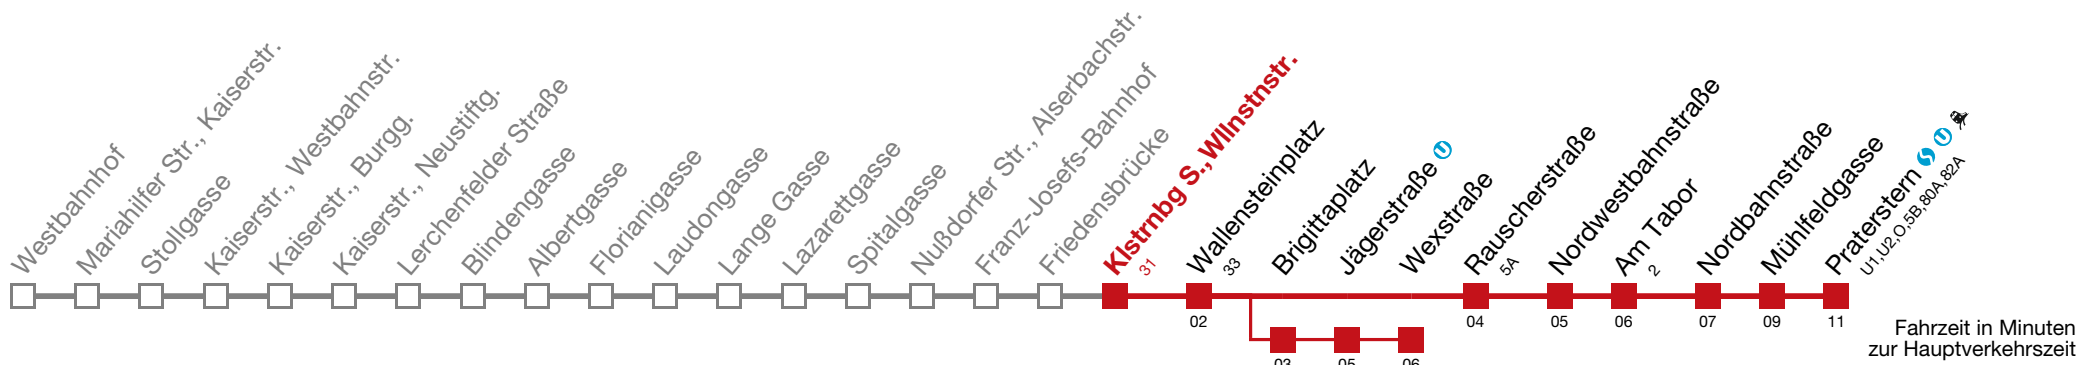 Westbahnhof
Mariahilfer Str., Kaiserstr.
Stollgasse
Kaiserstr., Westbahnstr.
Kaiserstr., Burgg.
Kaiserstr., Neustiftg.
Lerchenfelder Straße
Blindengasse
Albertgasse
Florianigasse
Laudongasse
Lange Gasse
Lazarettgasse
Spitalgasse
Nußdorfer Str., Alserbachstr.
Franz-Josefs-Bahnhof
Friedensbrücke
Klstrnbg S., Wllnstnstr.
31
Wallensteinplatz
33
Brigittaplatz
Jägerstraße U
Wexstraße
Rauscherstraße
5A
Nordwestbahnstraße
Am Tabor
2
Nordbahnstraße
Mühlfeldgasse
Praterstern S U
U1,U2,O,5B,80A,82A
02
04
05
06
07
09
11
03
05
06
Fahrzeit in Minuten
zur Hauptverkehrszeit